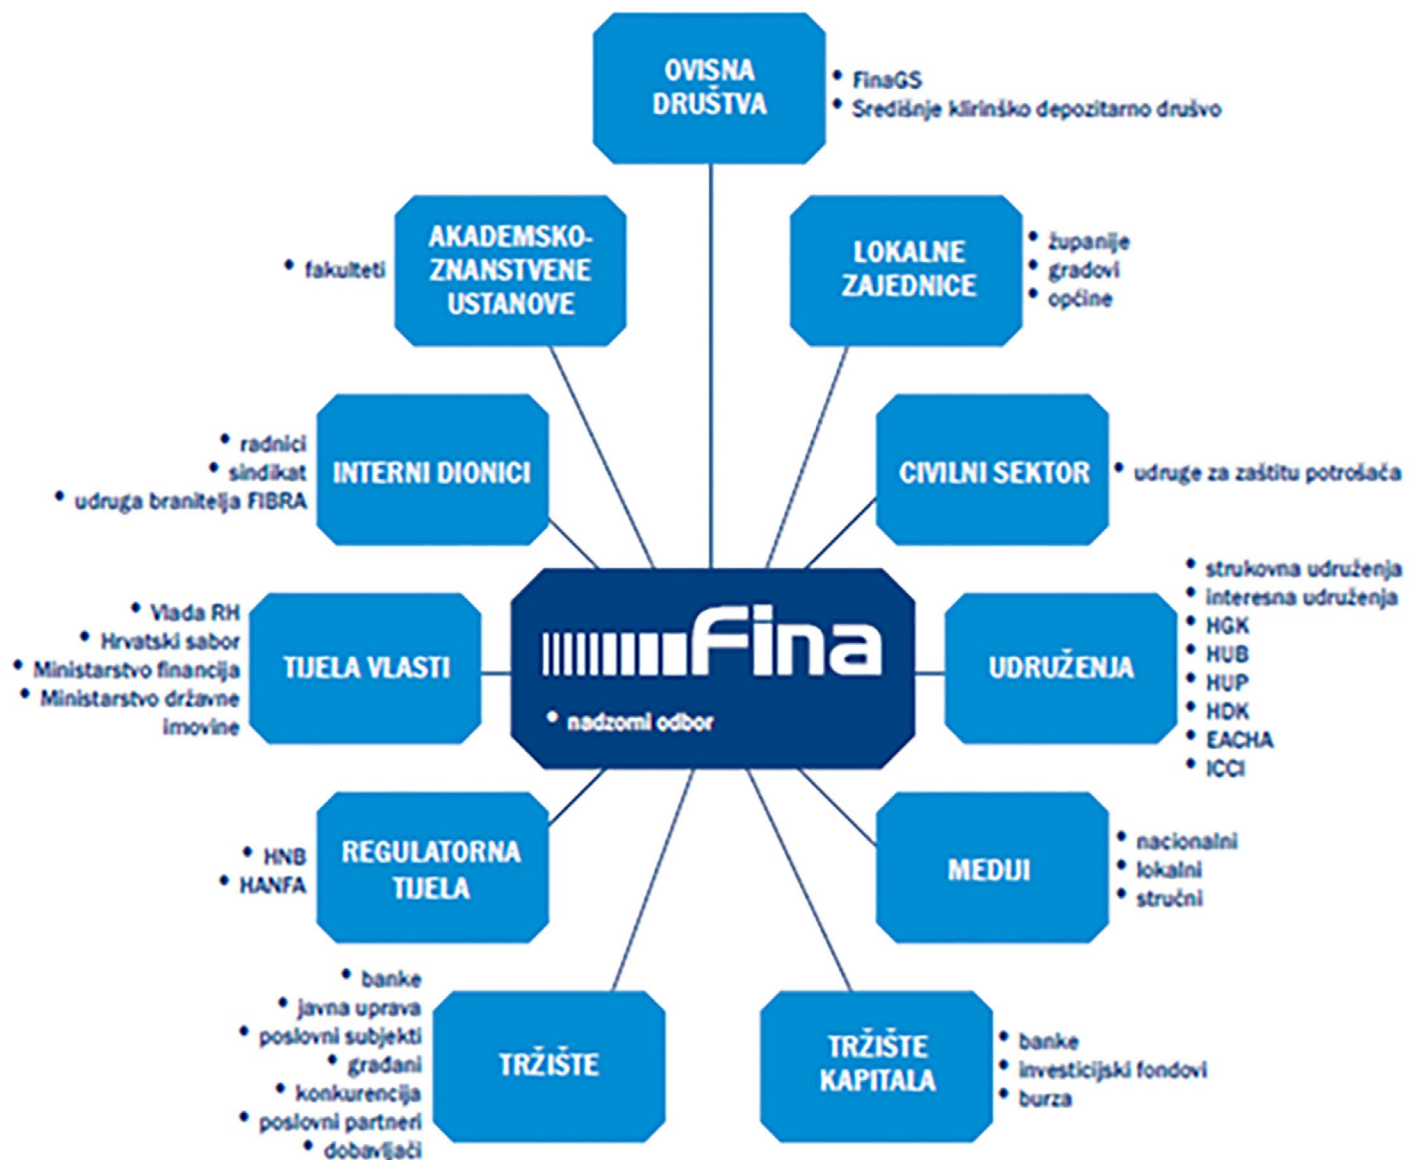 OVISNA
DRUŠTVA
• FinaGS
• Središnje klirinško depozitarno drušvo
AKADEMSKO-
ZNANSTVENE
USTANOVE
• fakulteti
LOKALNE
ZAJEDNICE
• županije
• gradovi
• općine
INTERNI DIONICI
• radnici
• sindikat
• udruga branitelja FIBRA
CIVILNI SEKTOR
• udruge za zaštitu potrošača
TIJELA VLASTI
• Vlada RH
• Hrvatski sabor
• Ministarstvo financija
• Ministarstvo državne
imovine
Fina
• nadzorni odbor
UDRUŽENJA
• strukovna udruženja
• interesna udruženja
• HGK
• HUB
• HUP
• HDK
• EACHA
• ICCI
REGULATORNA
TIJELA
• HNB
• HANFA
MEDIJI
• nacionalni
• lokalni
• stručni
TRŽIŠTE
• banke
• javna uprava
• poslovni subjekti
• građani
• konkurencija
• poslovni partneri
• dobavljači
TRŽIŠTE
KAPITALA
• banke
• investicijski fondovi
• burza